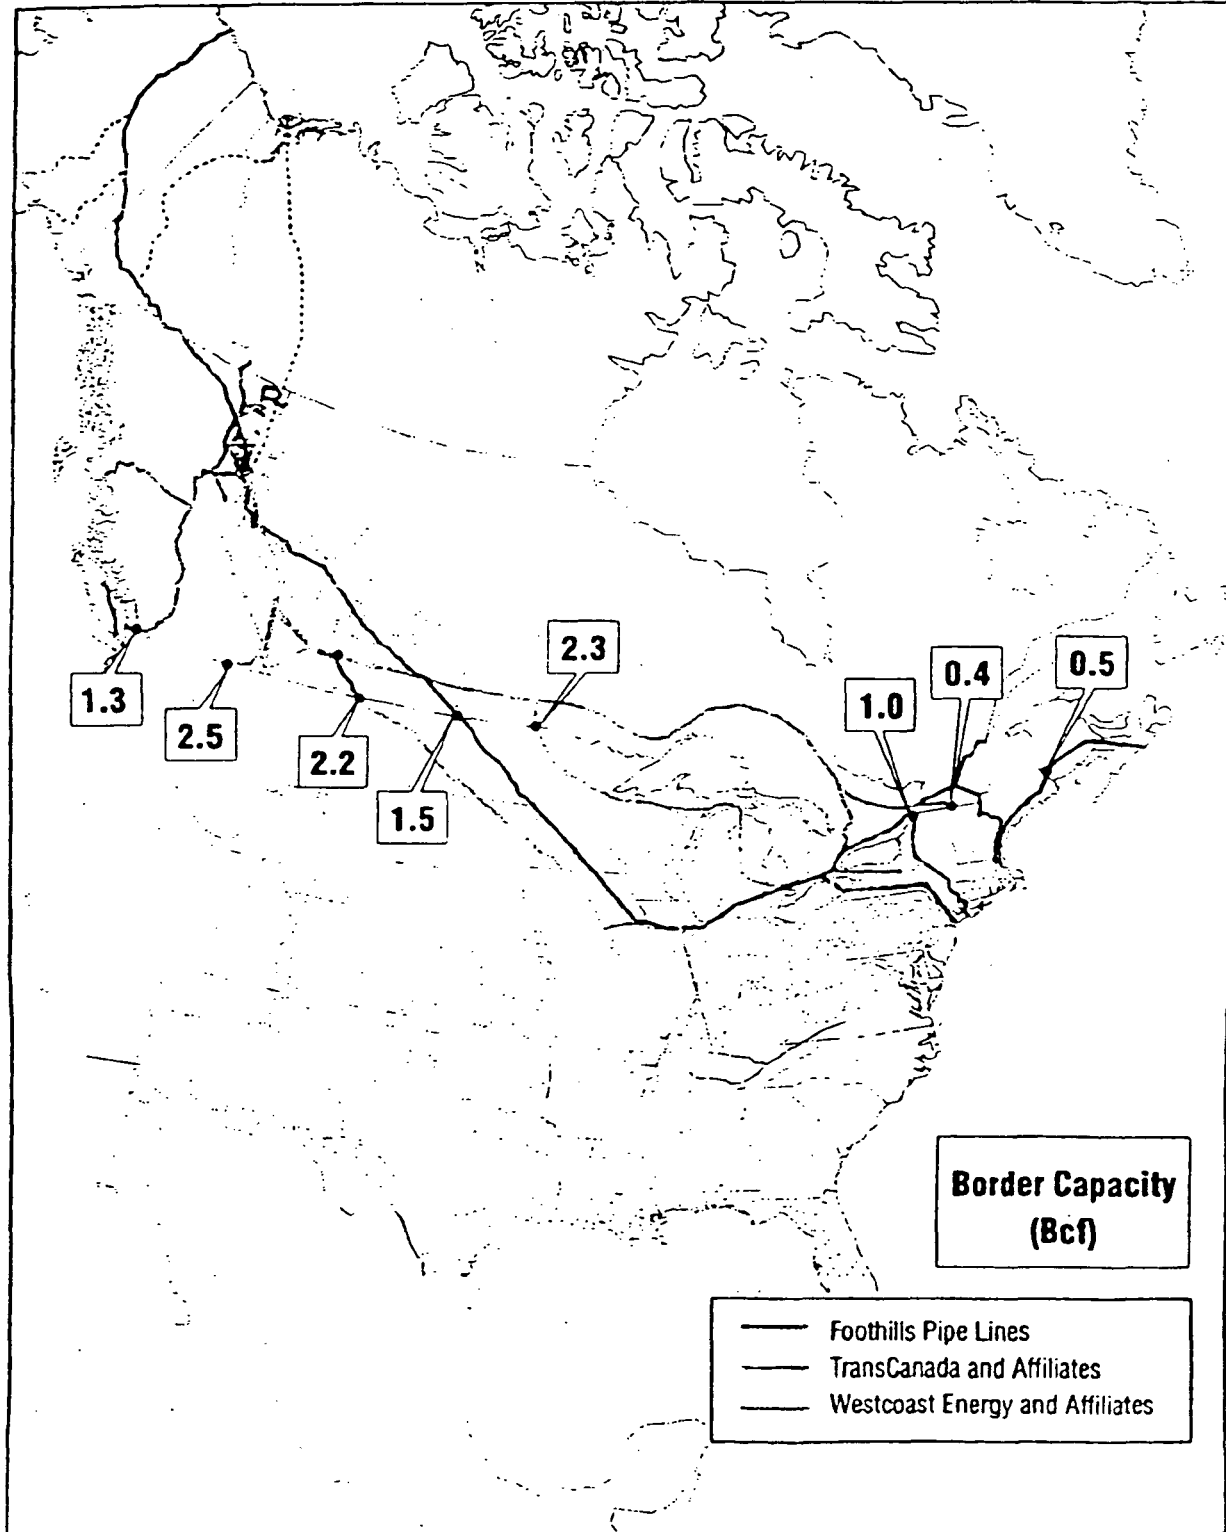 2.3
0.4
0.5
1.3
1.0
2.5
2.2
1.5
Border Capacity
(Bcf)
Foothills Pipe Lines
TransCanada and Affiliates
Westcoast Energy and Affiliates